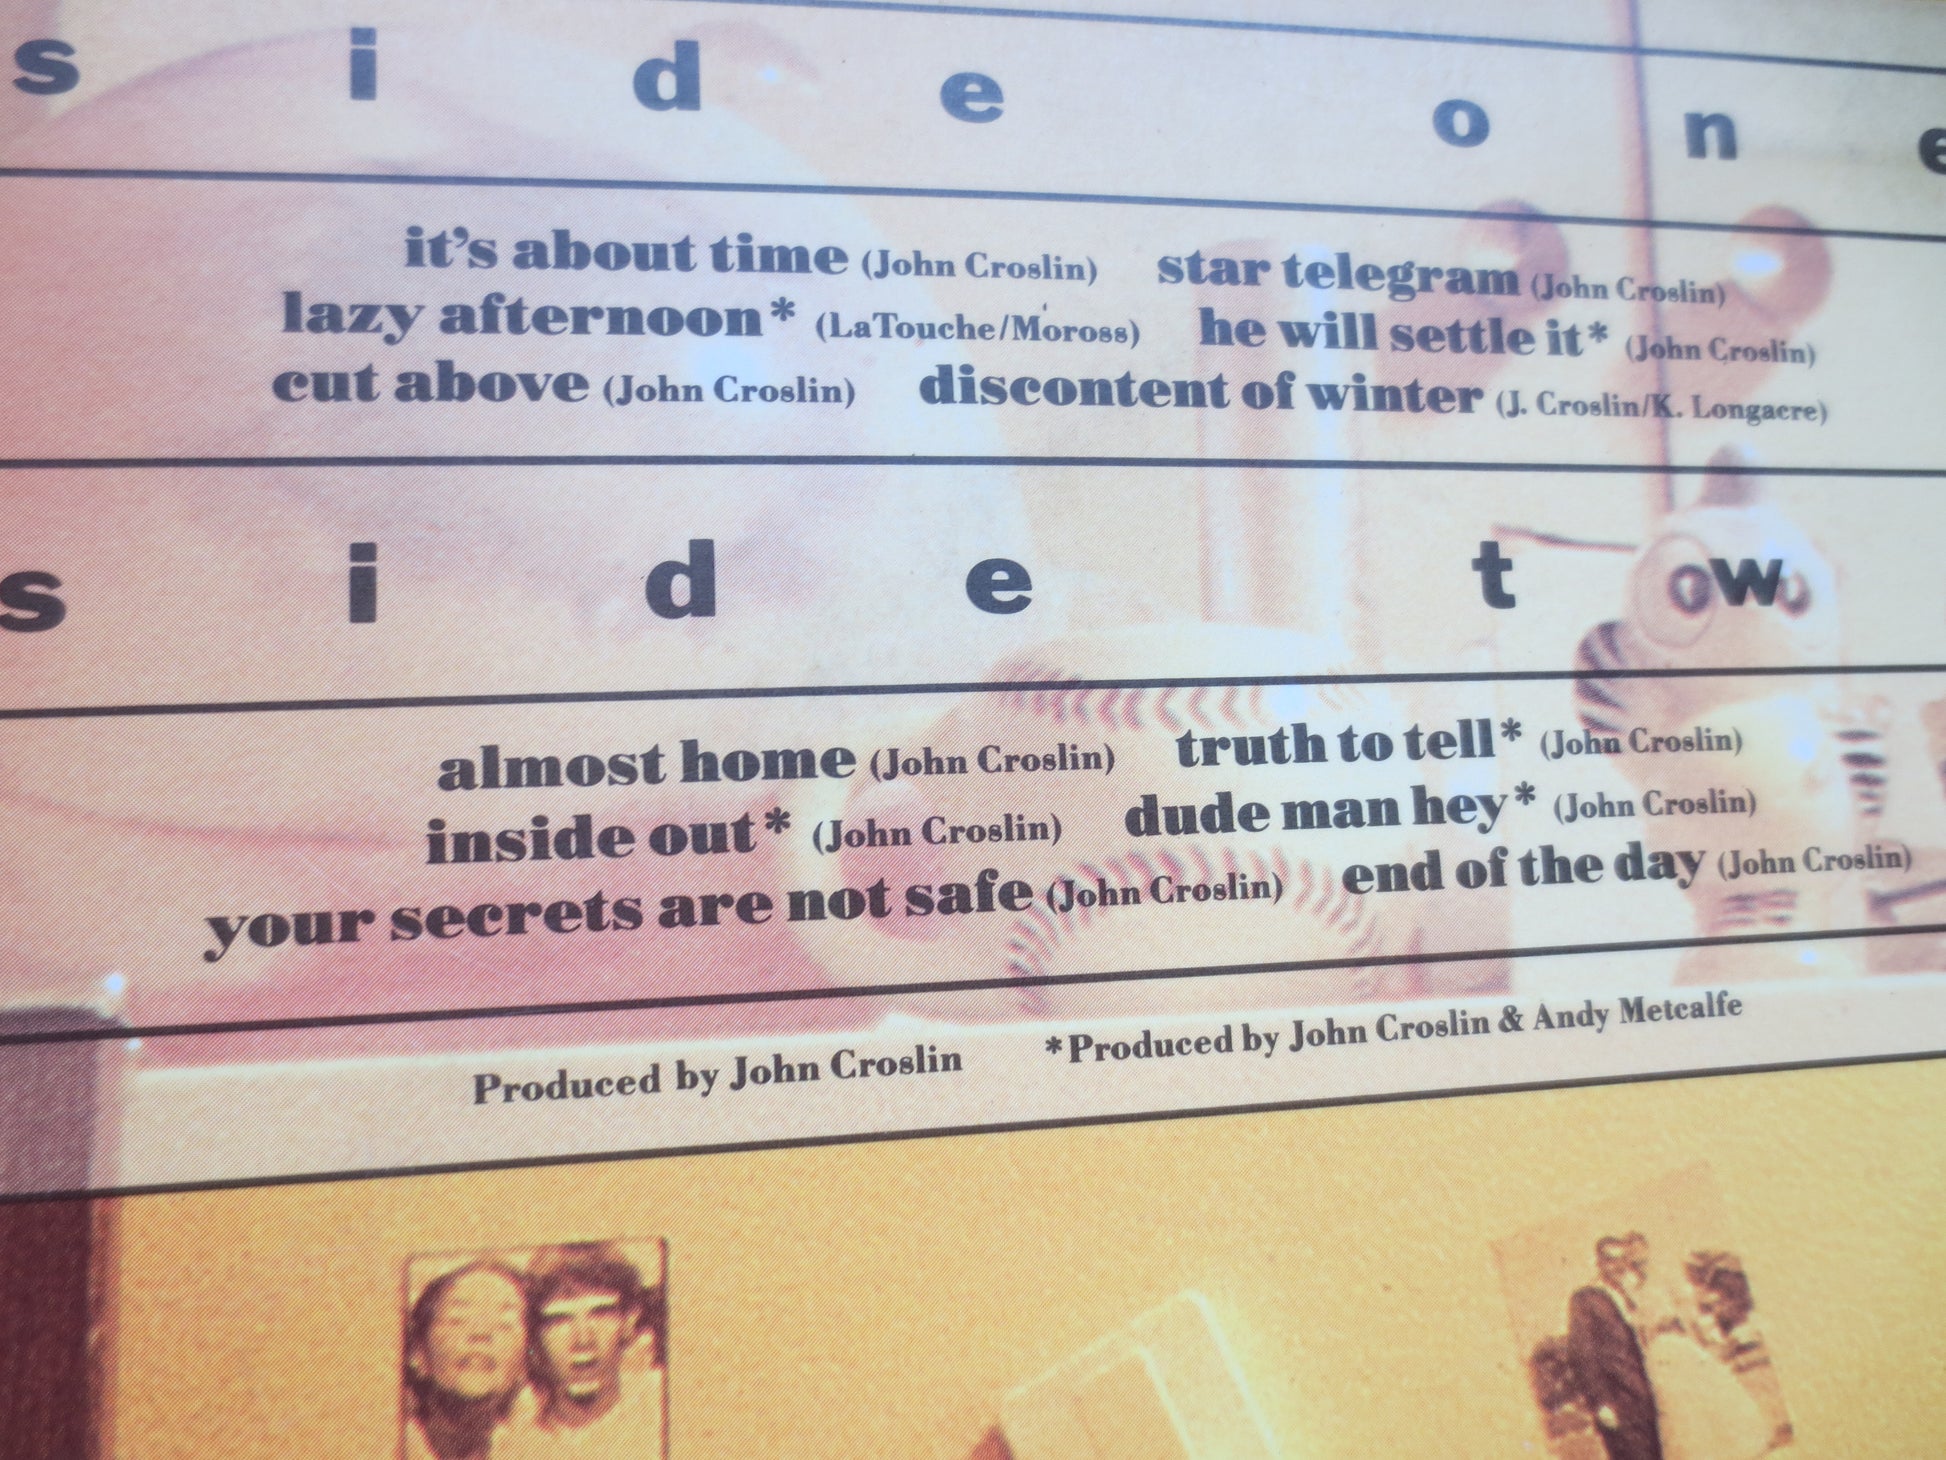 side one
it's about time (John Croslin) star telegram (John Croslin)
lazy afternoon* (LaTouche/Moross) he will settle it* (John Croslin)
cut above (John Croslin) discontent of winter (J. Croslin/K. Longacre)
side tw
almost home (John Croslin) truth to tell* (John Croslin)
inside out* (John Croslin) dude man hey* (John Croslin)
your secrets are not safe (John Croslin) end of the day (John Croslin)
Produced by John Croslin *Produced by John Croslin & Andy Metcalfe